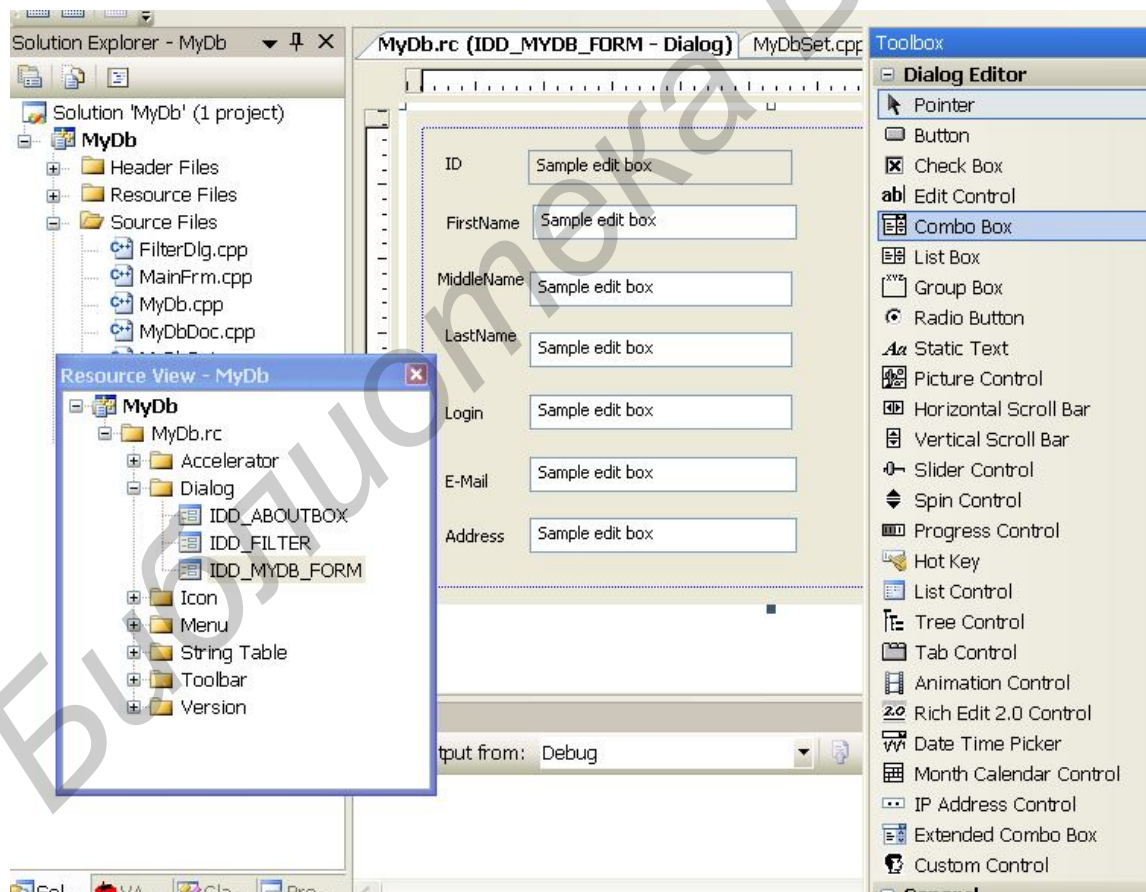 Solution Explorer - MyDb
Solution 'MyDb' (1 project)
MyDb
Header Files
Resource Files
Source Files
FilterDlg.cpp
MainFrm.cpp
MyDb.cpp
MyDbDoc.cpp
Resource View - MyDb
MyDb
MyDb.rc
Accelerator
Dialog
IDD_ABOUTBOX
IDD_FILTER
IDD_MYDB_FORM
Icon
Menu
String Table
Toolbar
Version
MyDb.rc (IDD_MYDB_FORM - Dialog)
MyDbSet.cpp
ID
Sample edit box
FirstName
Sample edit box
MiddleName
Sample edit box
LastName
Sample edit box
Login
Sample edit box
E-Mail
Sample edit box
Address
Sample edit box
tput from: Debug
Toolbox
Dialog Editor
Pointer
Button
Check Box
ab| Edit Control
Combo Box
List Box
xyz
Group Box
Radio Button
Aa Static Text
Picture Control
Horizontal Scroll Bar
Vertical Scroll Bar
Slider Control
Spin Control
Progress Control
Hot Key
List Control
Tree Control
Tab Control
Animation Control
2.0 Rich Edit 2.0 Control
Date Time Picker
Month Calendar Control
IP Address Control
Extended Combo Box
Custom Control
General
Библиотека Б